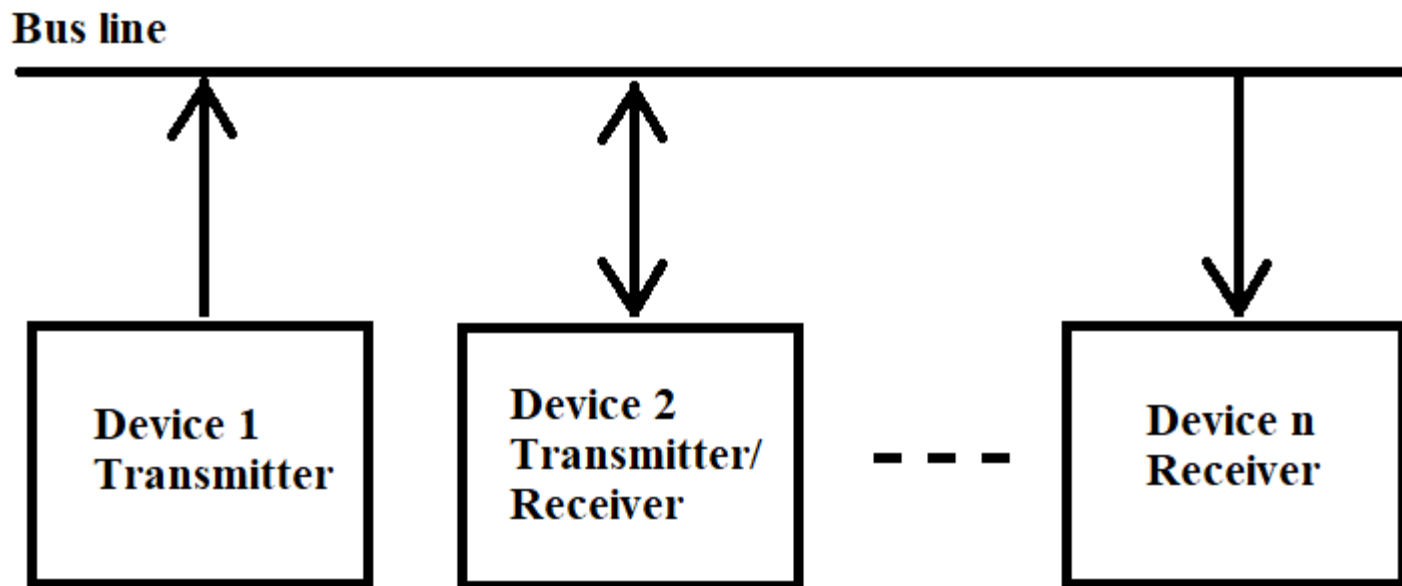 Bus line
Device 1
Transmitter
Device 2
Transmitter/
Receiver
Device n
Receiver